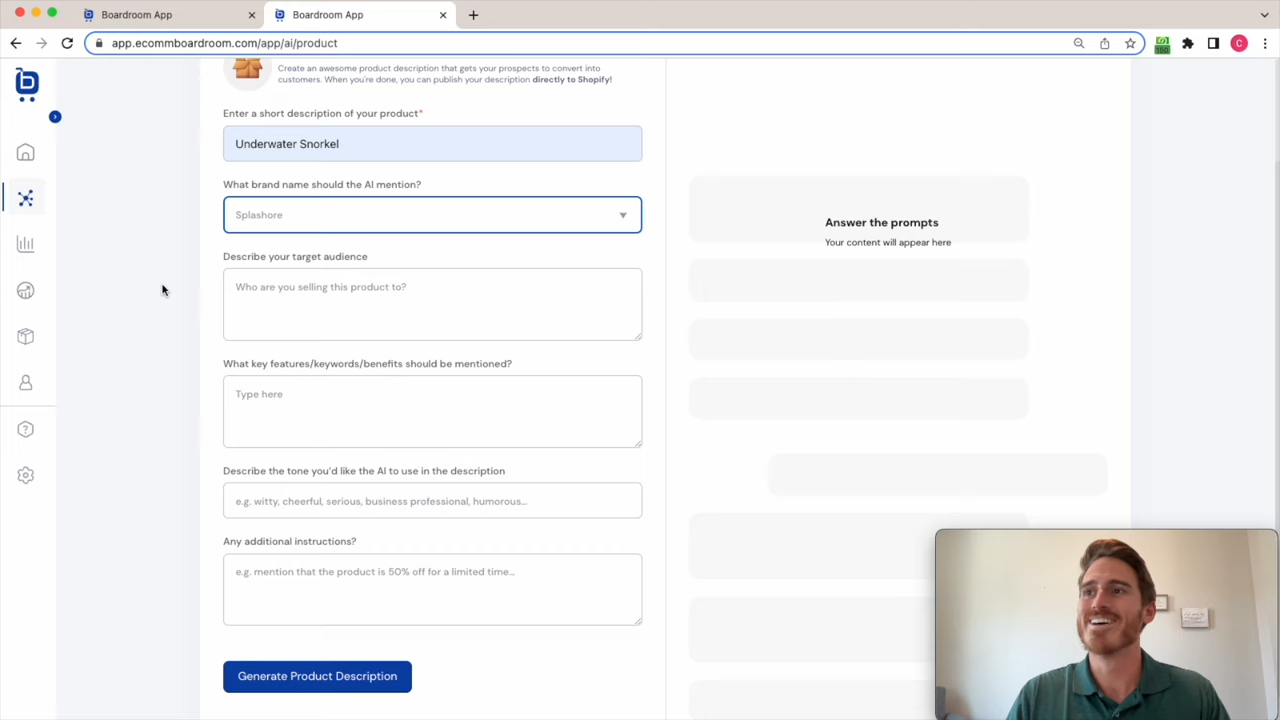 Boardroom App
Boardroom App
app.ecommboardroom.com/app/ai/product
150
C
b
Create an awesome product description that gets your prospects to convert into
customers. When you're done, you can publish your description directly to Shopify!
Enter a short description of your product*
Underwater Snorkel
What brand name should the AI mention?
Splashore
Describe your target audience
Who are you selling this product to?
What key features/keywords/benefits should be mentioned?
Type here
Describe the tone you'd like the AI to use in the description
e.g. witty, cheerful, serious, business professional, humorous...
Any additional instructions?
e.g. mention that the product is 50% off for a limited time...
Generate Product Description
Answer the prompts
Your content will appear here